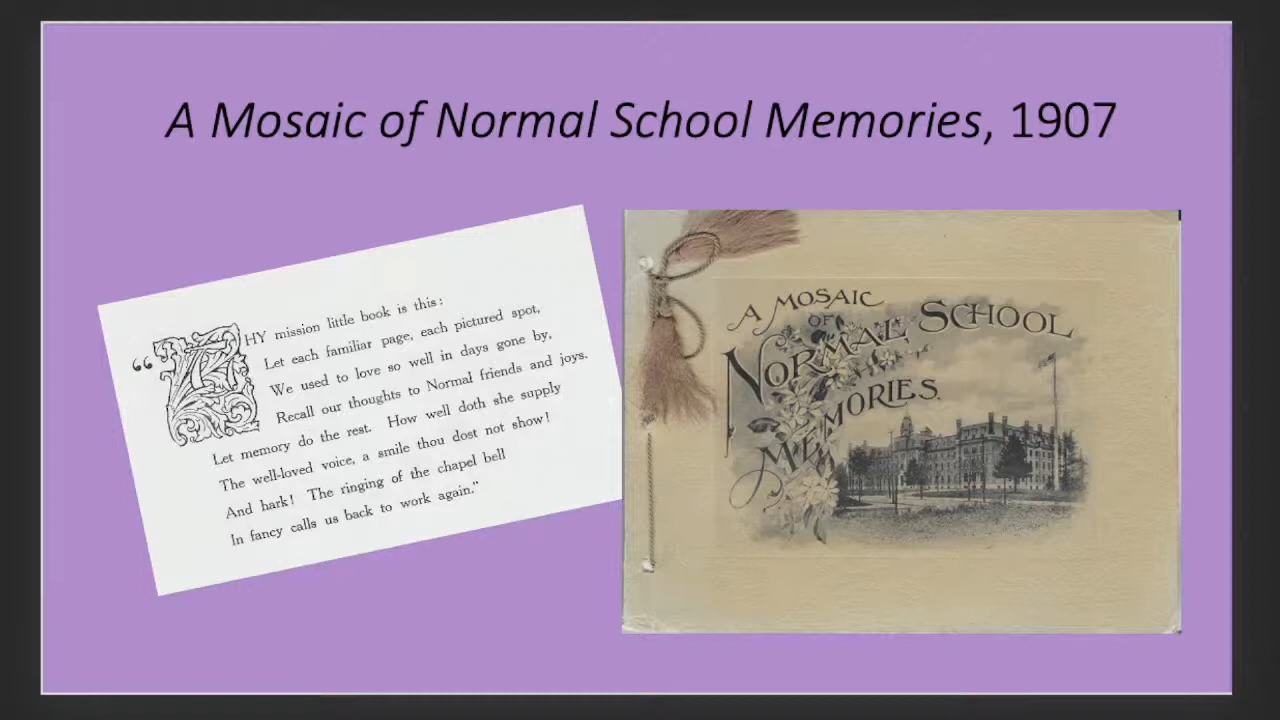 A Mosaic of Normal School Memories, 1907
“THY mission little book is this:
Let each familiar page, each pictured spot,
We used to love so well in days gone by,
Recall our thoughts to Normal friends and joys.
Let memory do the rest. How well doth she supply
The well-loved voice, a smile thou dost not show!
And hark! The ringing of the chapel bell
In fancy calls us back to work again.”
A MOSAIC
OF
NORMAL SCHOOL
MEMORIES.